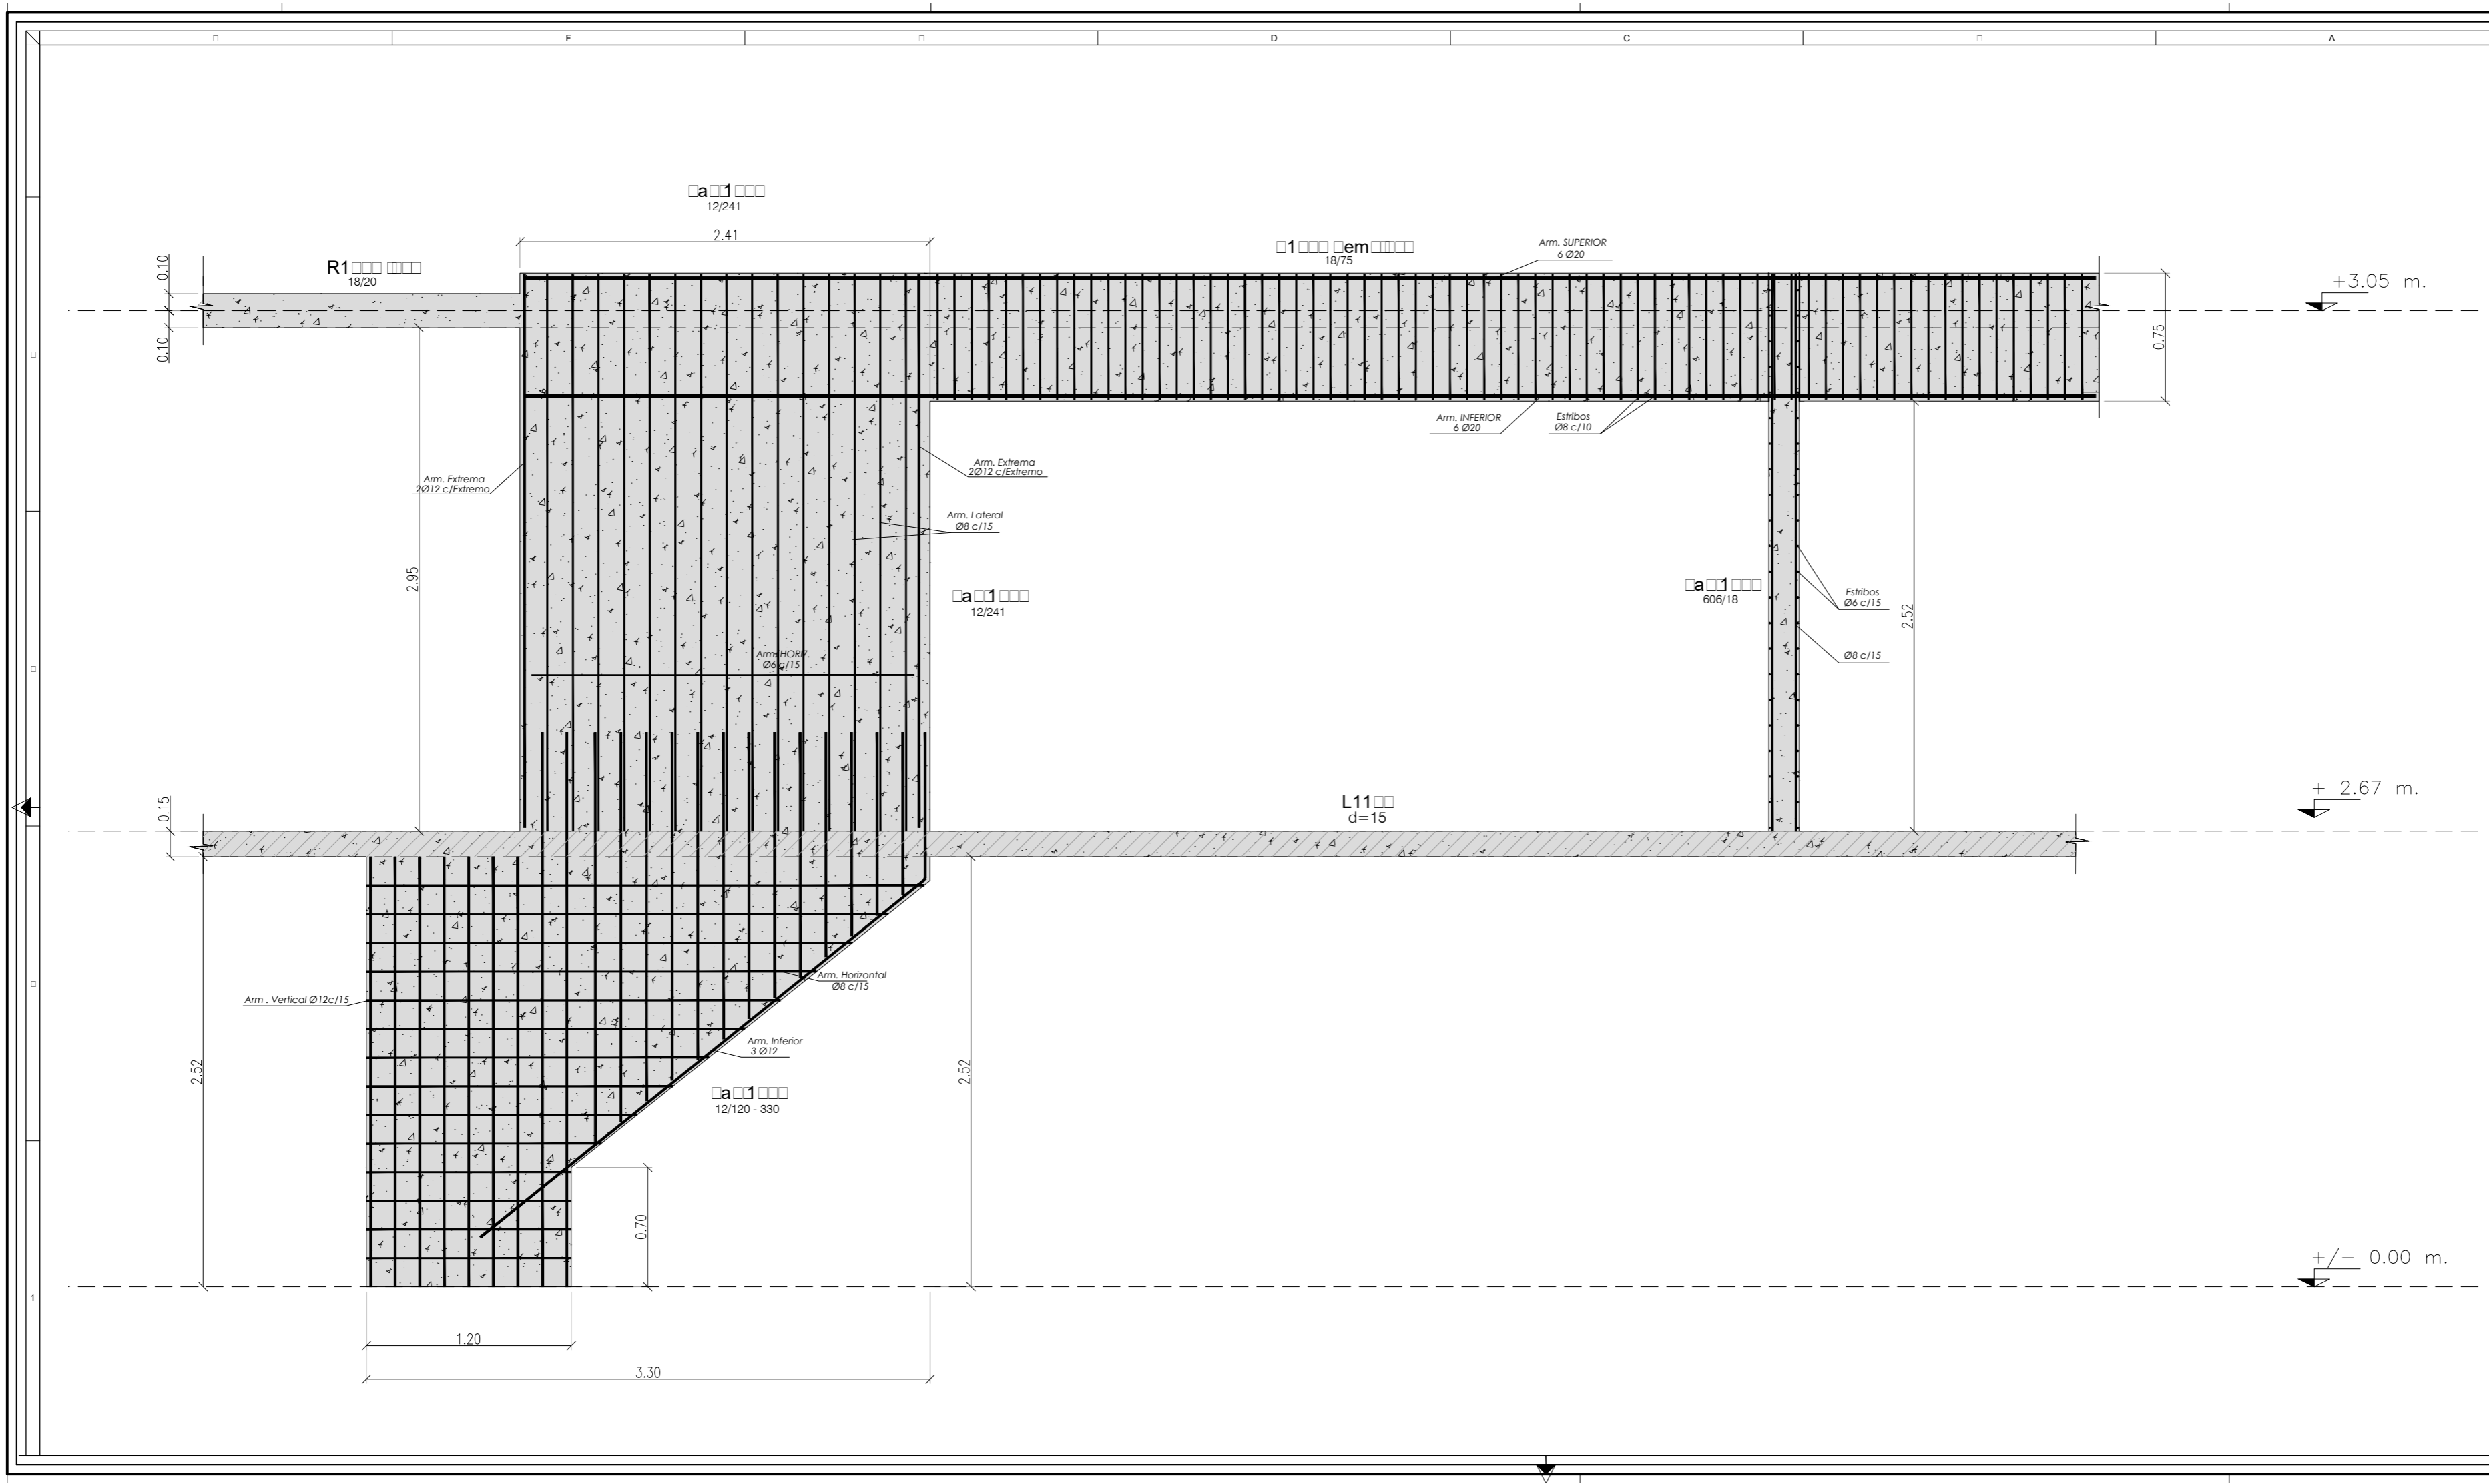 F
D
C
A
12/241
2.41
18/75
Arm. SUPERIOR
6 Ø20
18/20
0.10
0.10
+3.05 m.
0.75
Arm. INFERIOR
6 Ø20
Estribos
Ø8 c/10
Arm. Extrema
2Ø12 c/Extremo
Arm. Extrema
2Ø12 c/Extremo
Arm. Lateral
Ø8 c/15
2.95
12/241
606/18
Estribos
Ø6 c/15
2.52
Ø8 c/15
Arm. HORIZ.
Ø6 c/15
0.15
d=15
+ 2.67 m.
Arm . Vertical Ø12c/15
Arm. Horizontal
Ø8 c/15
Arm. Inferior
3 Ø12
12/120 - 330
2.52
2.52
0.70
+/- 0.00 m.
1
1.20
3.30